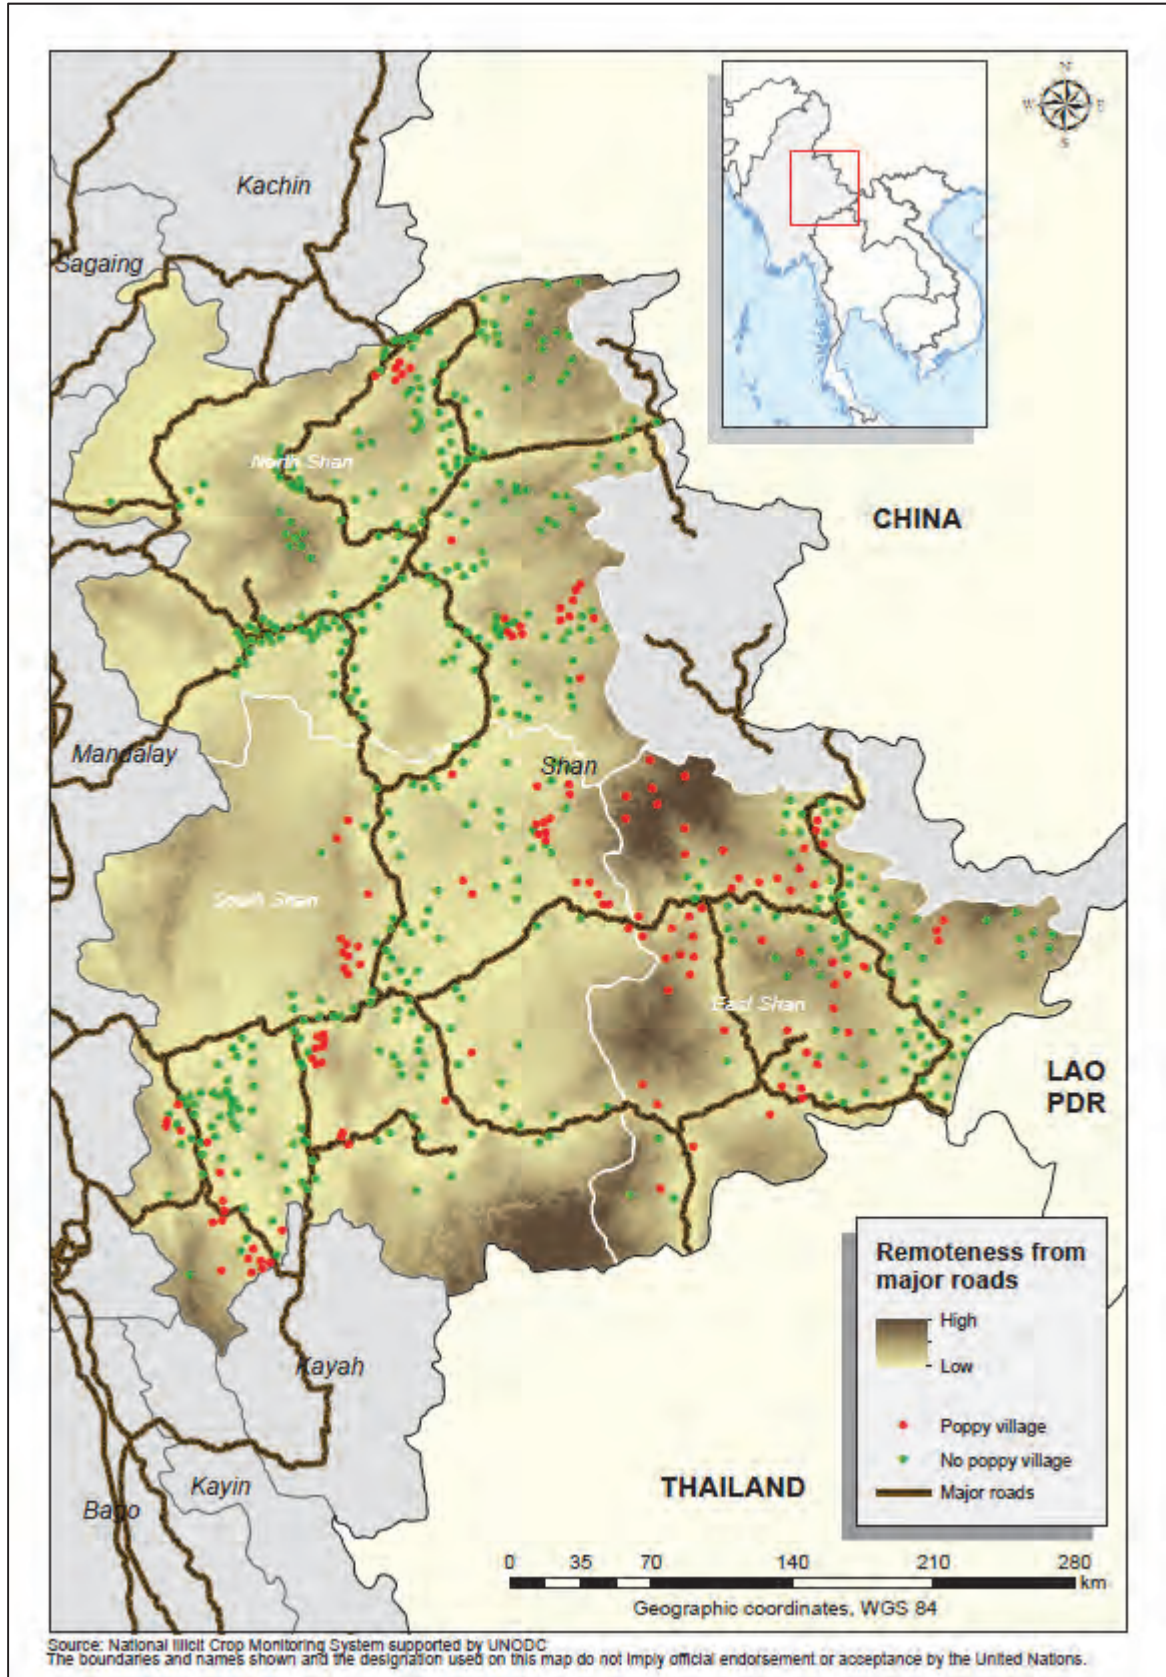 N
W
E
S
Kachin
Sagaing
North Shan
CHINA
Mandalay
Shan
South Shan
East Shan
LAO
PDR
Remoteness from
major roads
High
Low
Poppy village
No poppy village
Major roads
Kayah
Kayin
Bago
THAILAND
0 35 70 140 210 280
km
Geographic coordinates, WGS 84
Source: National Illicit Crop Monitoring System supported by UNODC
The boundaries and names shown and the designation used on this map do not imply official endorsement or acceptance by the United Nations.